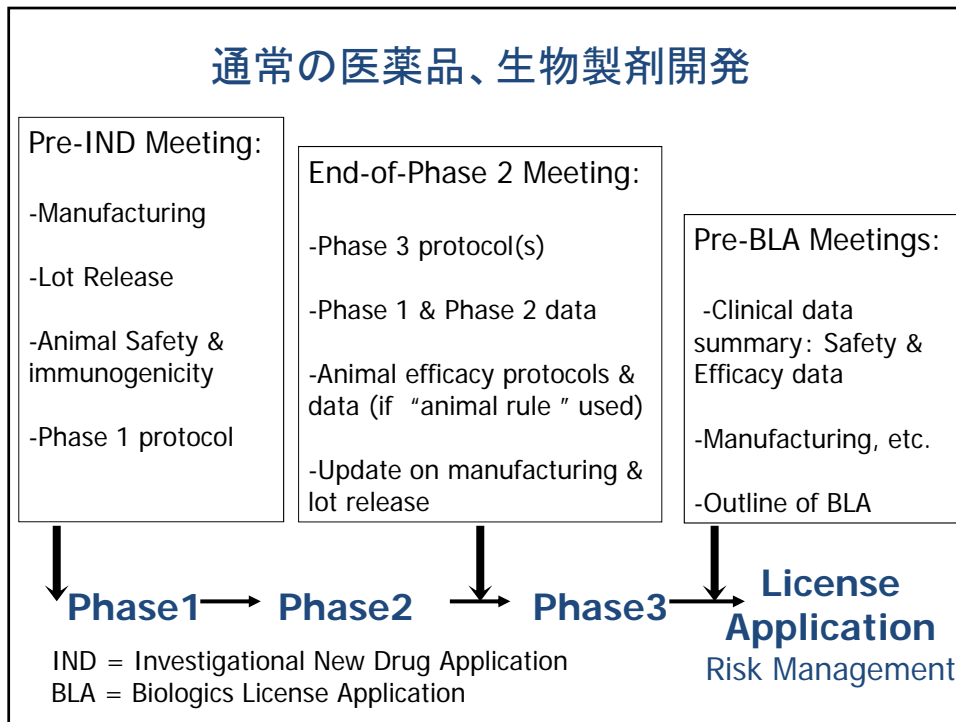 通常の医薬品、生物製剤開発
Pre-IND Meeting:
-Manufacturing
-Lot Release
-Animal Safety &
immunogenicity
-Phase 1 protocol
End-of-Phase 2 Meeting:
-Phase 3 protocol(s)
-Phase 1 & Phase 2 data
-Animal efficacy protocols &
data (if “animal rule ” used)
-Update on manufacturing &
lot release
Pre-BLA Meetings:
-Clinical data
summary: Safety &
Efficacy data
-Manufacturing, etc.
-Outline of BLA
Phase1
Phase2
Phase3
License
Application
Risk Management
IND = Investigational New Drug Application
BLA = Biologics License Application